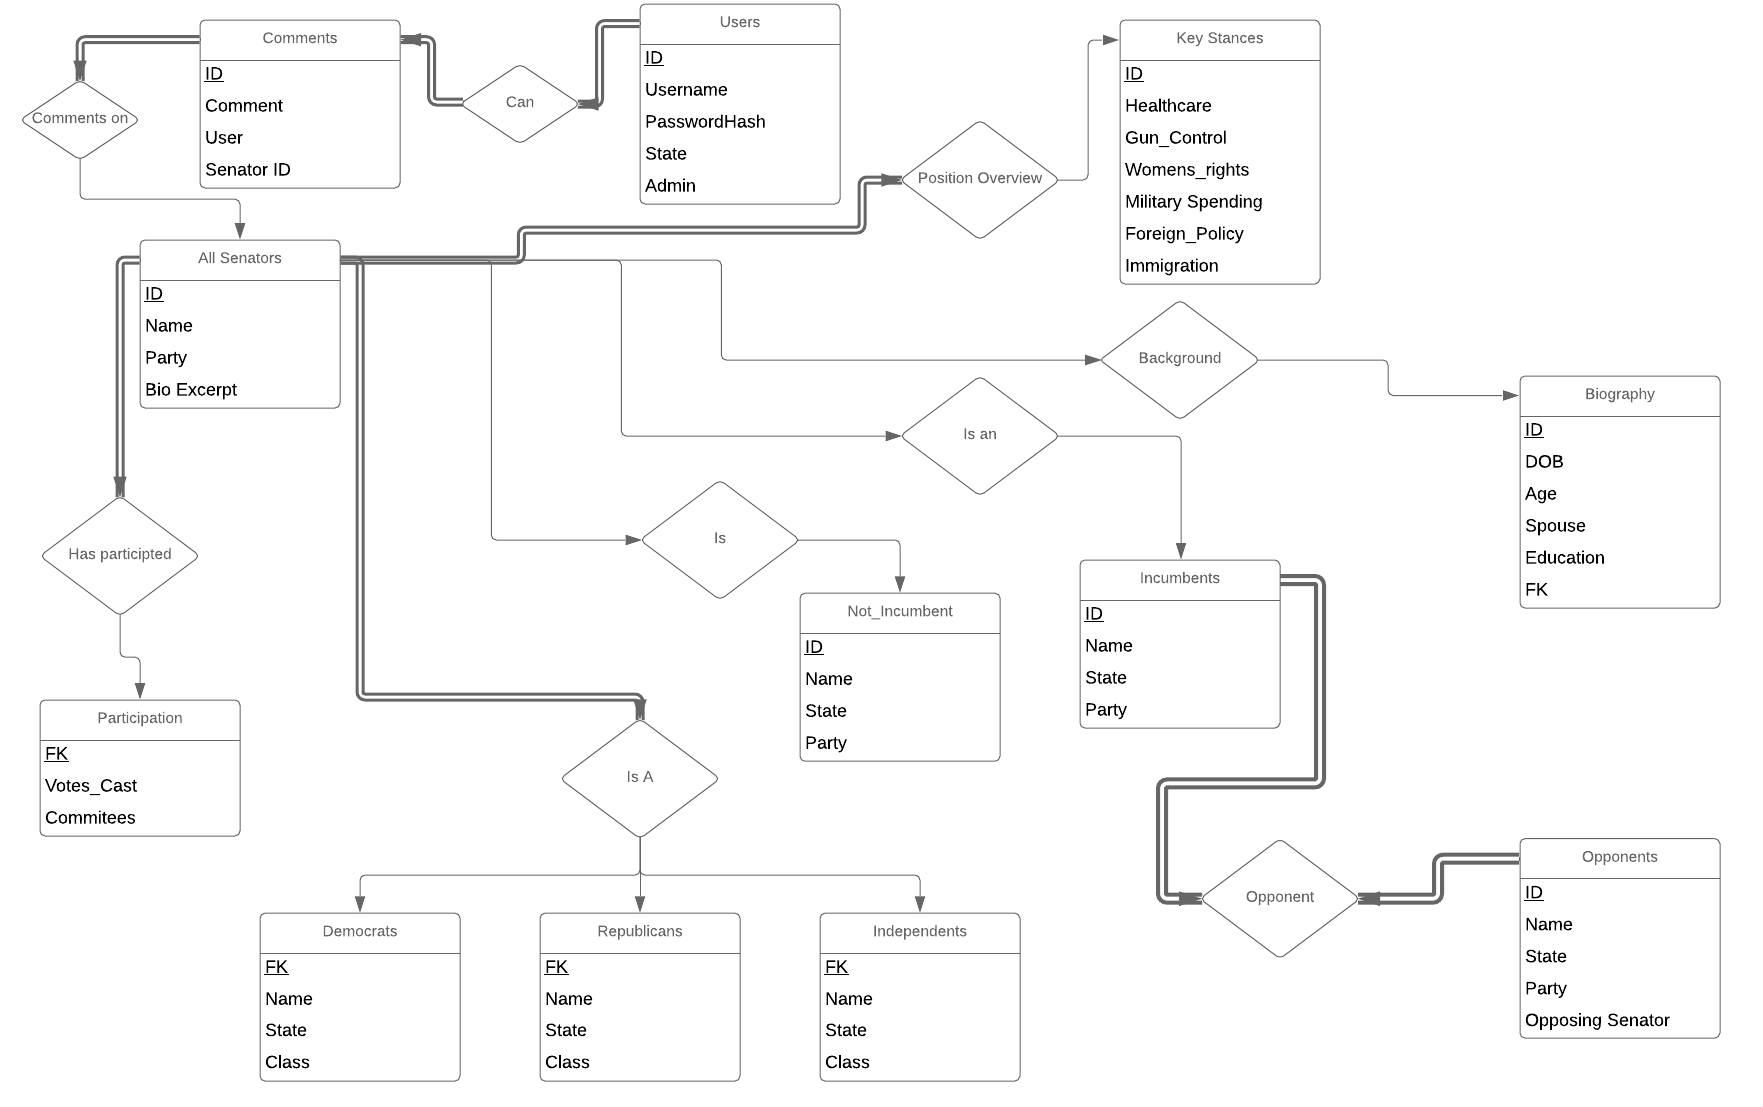 Comments
ID
Comment
User
Senator ID
Users
ID
Username
PasswordHash
State
Admin
Key Stances
ID
Healthcare
Gun_Control
Womens_rights
Military Spending
Foreign_Policy
Immigration
Comments on
Can
Position Overview
All Senators
ID
Name
Party
Bio Excerpt
Background
Biography
ID
DOB
Age
Spouse
Education
FK
Is an
Is
Has participted
Incumbents
ID
Name
State
Party
Not_Incumbent
ID
Name
State
Party
Participation
FK
Votes_Cast
Commitees
Is A
Democrats
FK
Name
State
Class
Republicans
FK
Name
State
Class
Independents
FK
Name
State
Class
Opponent
Opponents
ID
Name
State
Party
Opposing Senator